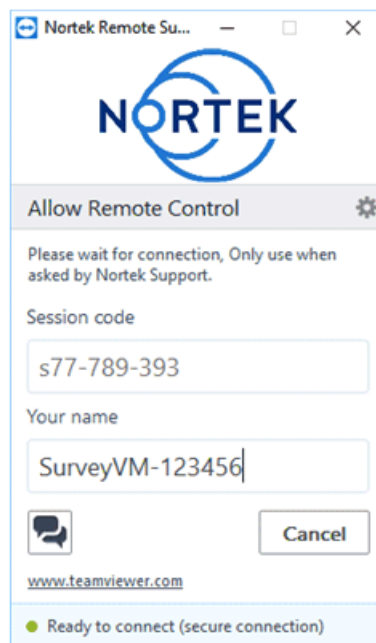 Nortek Remote Su...
NORTEK
Allow Remote Control
Please wait for connection, Only use when
asked by Nortek Support.
Session code
s77-789-393
Your name
SurveyVM-123456
Cancel
www.teamviewer.com
Ready to connect (secure connection)